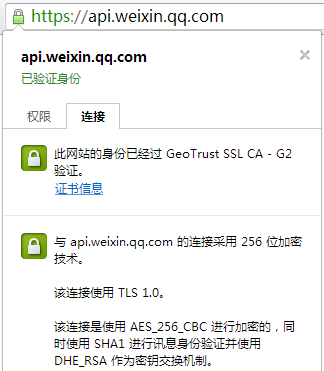 https://api.weixin.qq.com
api.weixin.qq.com
已验证身份
权限 连接
此网站的身份已经过 GeoTrust SSL CA - G2
验证。
证书信息
与 api.weixin.qq.com 的连接采用 256 位加密
技术。
该连接使用 TLS 1.0。
该连接是使用 AES_256_CBC 进行加密的，同
时使用 SHA1 进行讯息身份验证并使用
DHE_RSA 作为密钥交换机制。